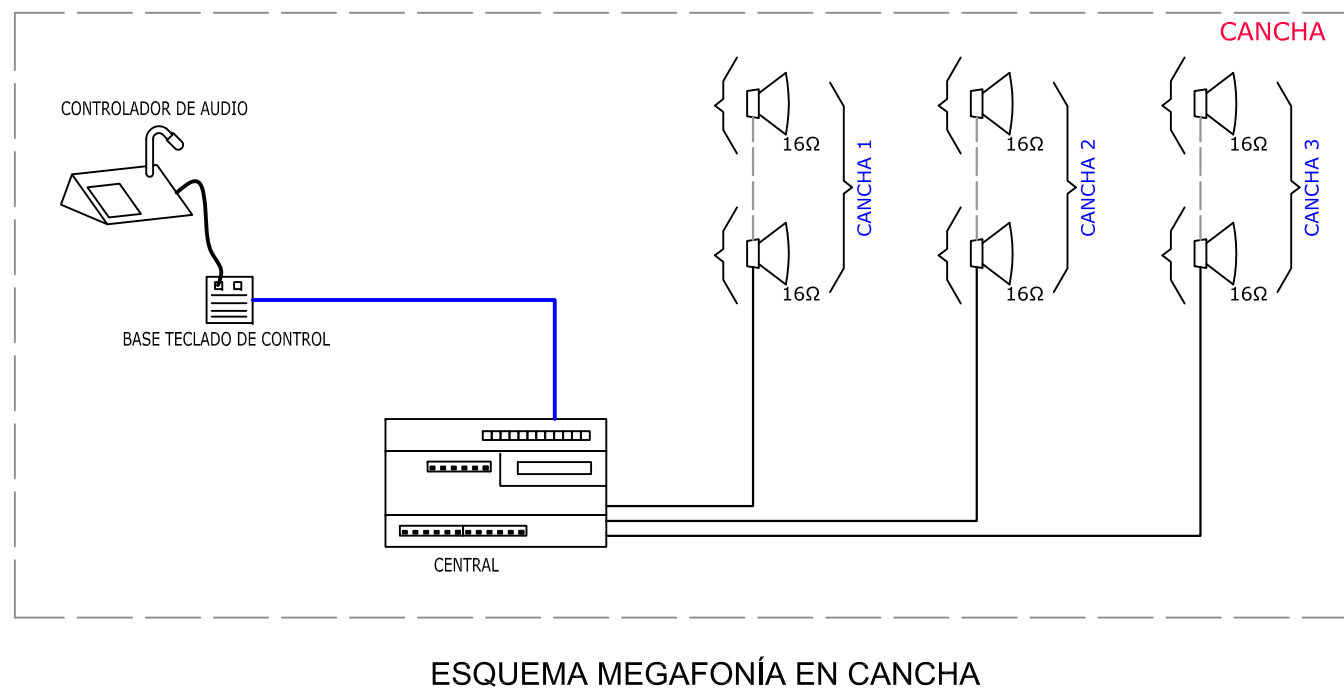 CANCHA
CONTROLADOR DE AUDIO
16Ω
16Ω
16Ω
CANCHA 1
CANCHA 2
CANCHA 3
16Ω
16Ω
16Ω
BASE TECLADO DE CONTROL
CENTRAL
ESQUEMA MEGAFONÍA EN CANCHA